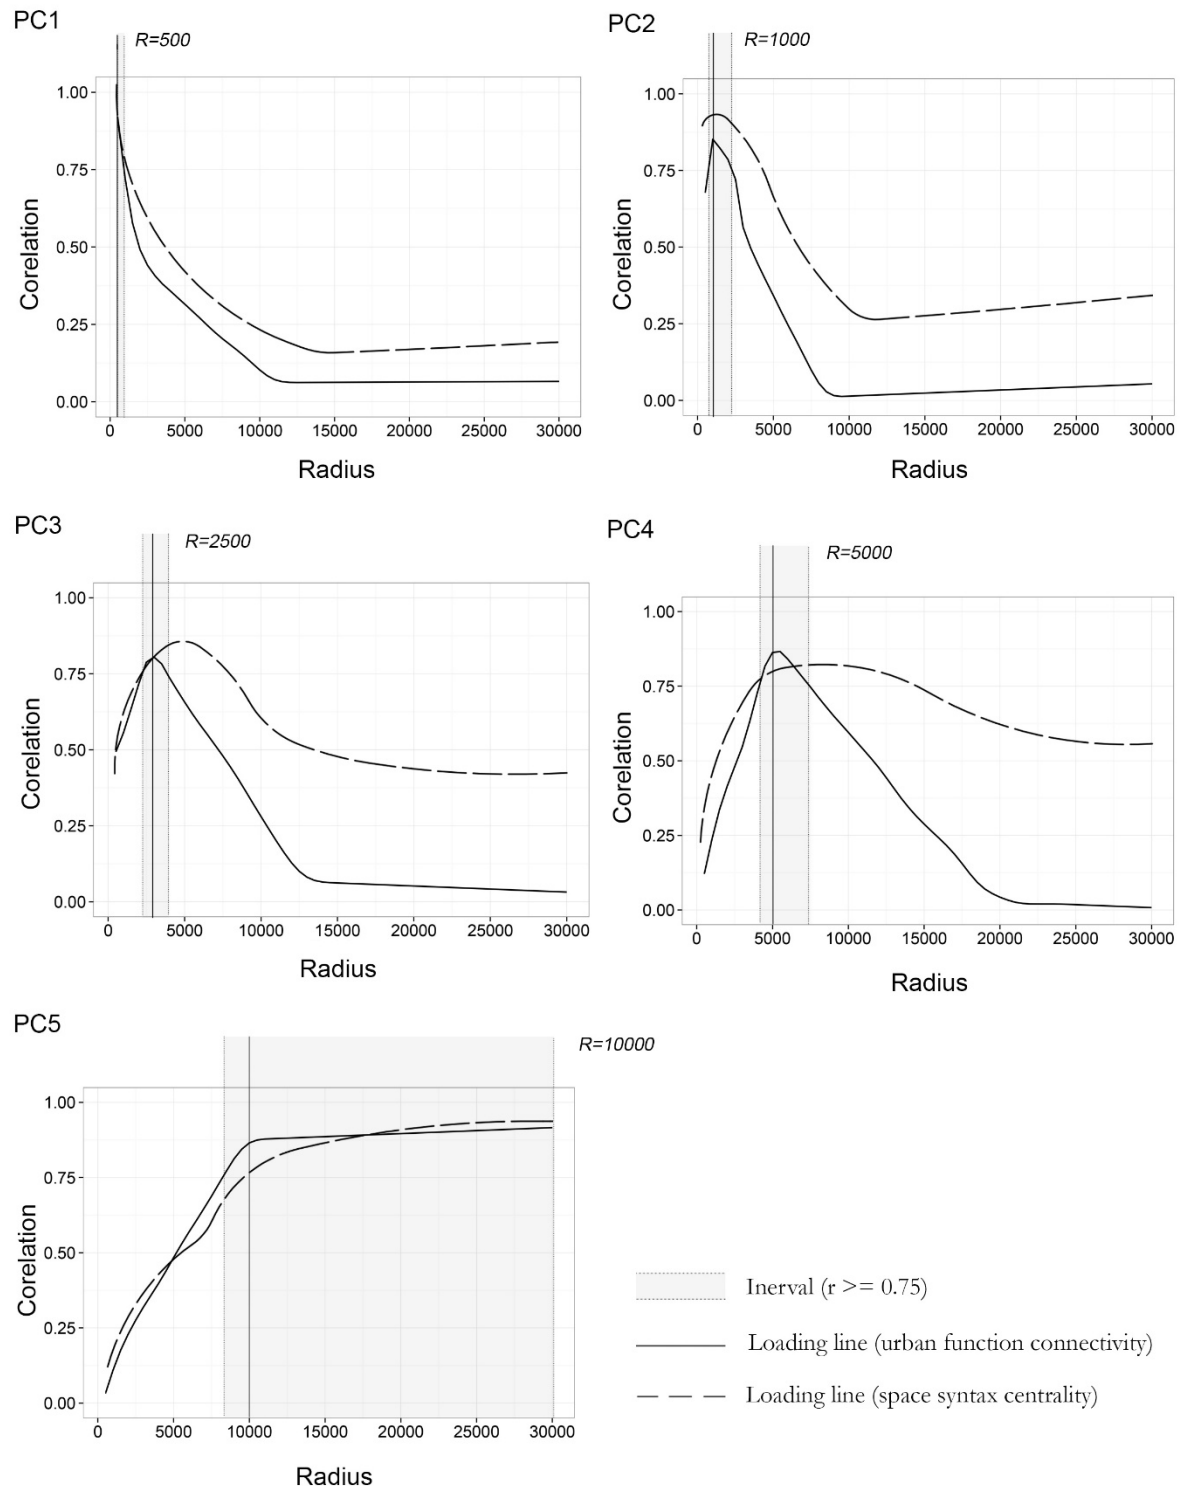 PC1
R=500
1.00
0.75
0.50
0.25
0.00
Corelation
0 5000 10000 15000 20000 25000 30000
Radius
PC2
R=1000
1.00
0.75
0.50
0.25
0.00
Corelation
0 5000 10000 15000 20000 25000 30000
Radius
PC3
R=2500
1.00
0.75
0.50
0.25
0.00
Corelation
0 5000 10000 15000 20000 25000 30000
Radius
PC4
R=5000
1.00
0.75
0.50
0.25
0.00
Corelation
0 5000 10000 15000 20000 25000 30000
Radius
PC5
R=10000
1.00
0.75
0.50
0.25
0.00
Corelation
0 5000 10000 15000 20000 25000 30000
Radius
Inerval (r >= 0.75)
Loading line (urban function connectivity)
Loading line (space syntax centrality)